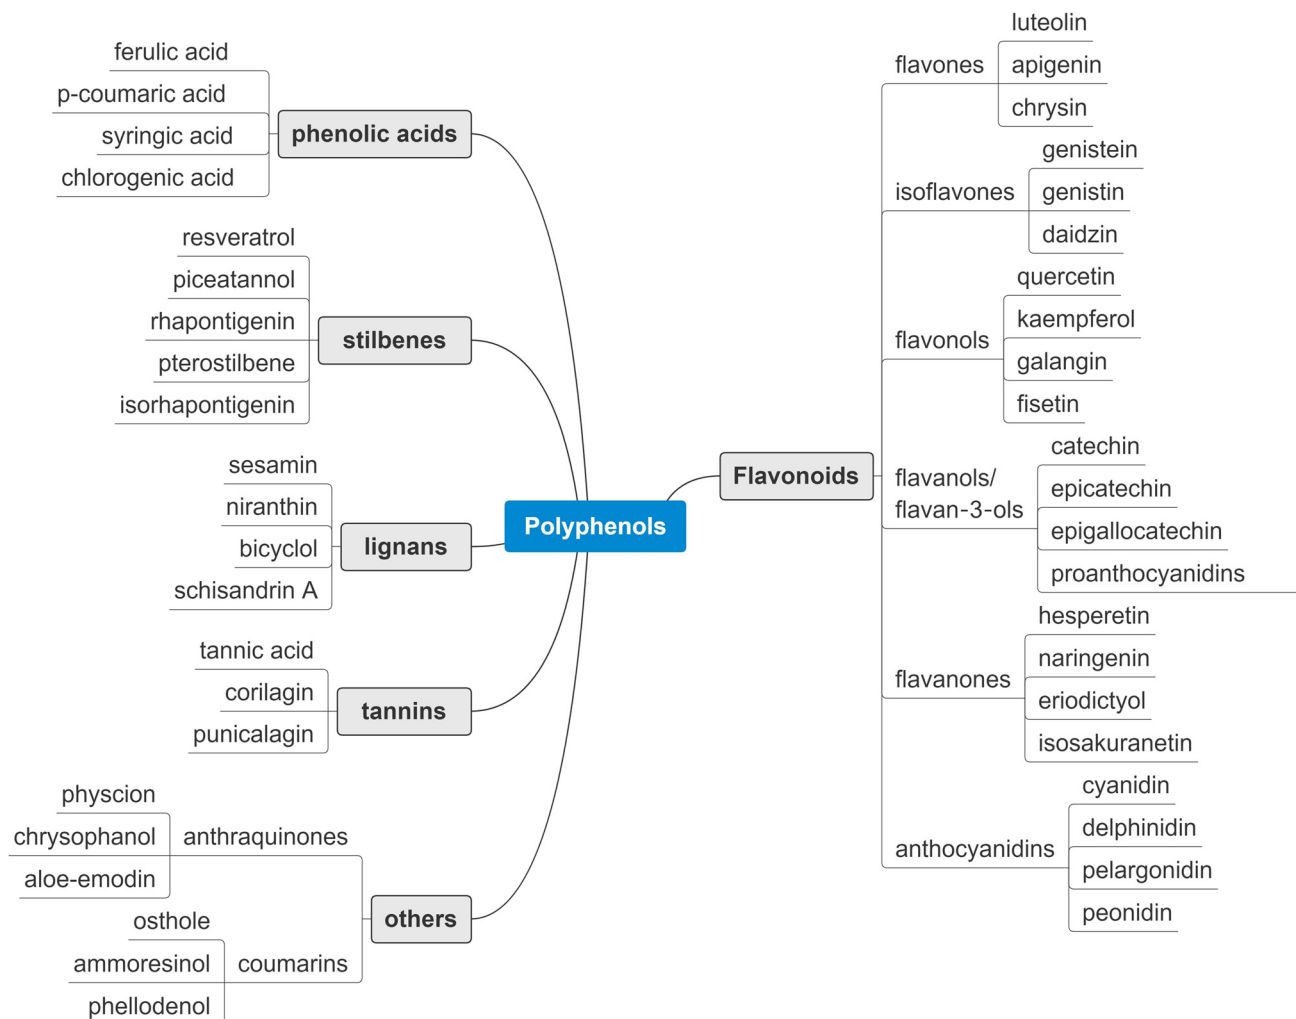 ferulic acid
p-coumaric acid
syringic acid
chlorogenic acid
phenolic acids
resveratrol
piceatannol
rhapontigenin
pterostilbene
isorhapontigenin
stilbenes
sesamin
niranthin
bicyclol
schisandrin A
lignans
tannic acid
corilagin
punicalagin
tannins
physcion
chrysophanol
aloe-emodin
anthraquinones
osthole
ammoresinol
phellodenol
coumarins
others
Polyphenols
Flavonoids
flavones
luteolin
apigenin
chrysin
isoflavones
genistein
genistin
daidzin
flavonols
quercetin
kaempferol
galangin
fisetin
flavanols/
flavan-3-ols
catechin
epicatechin
epigallocatechin
proanthocyanidins
flavanones
hesperetin
naringenin
eriodictyol
isosakuranetin
anthocyanidins
cyanidin
delphinidin
pelargonidin
peonidin